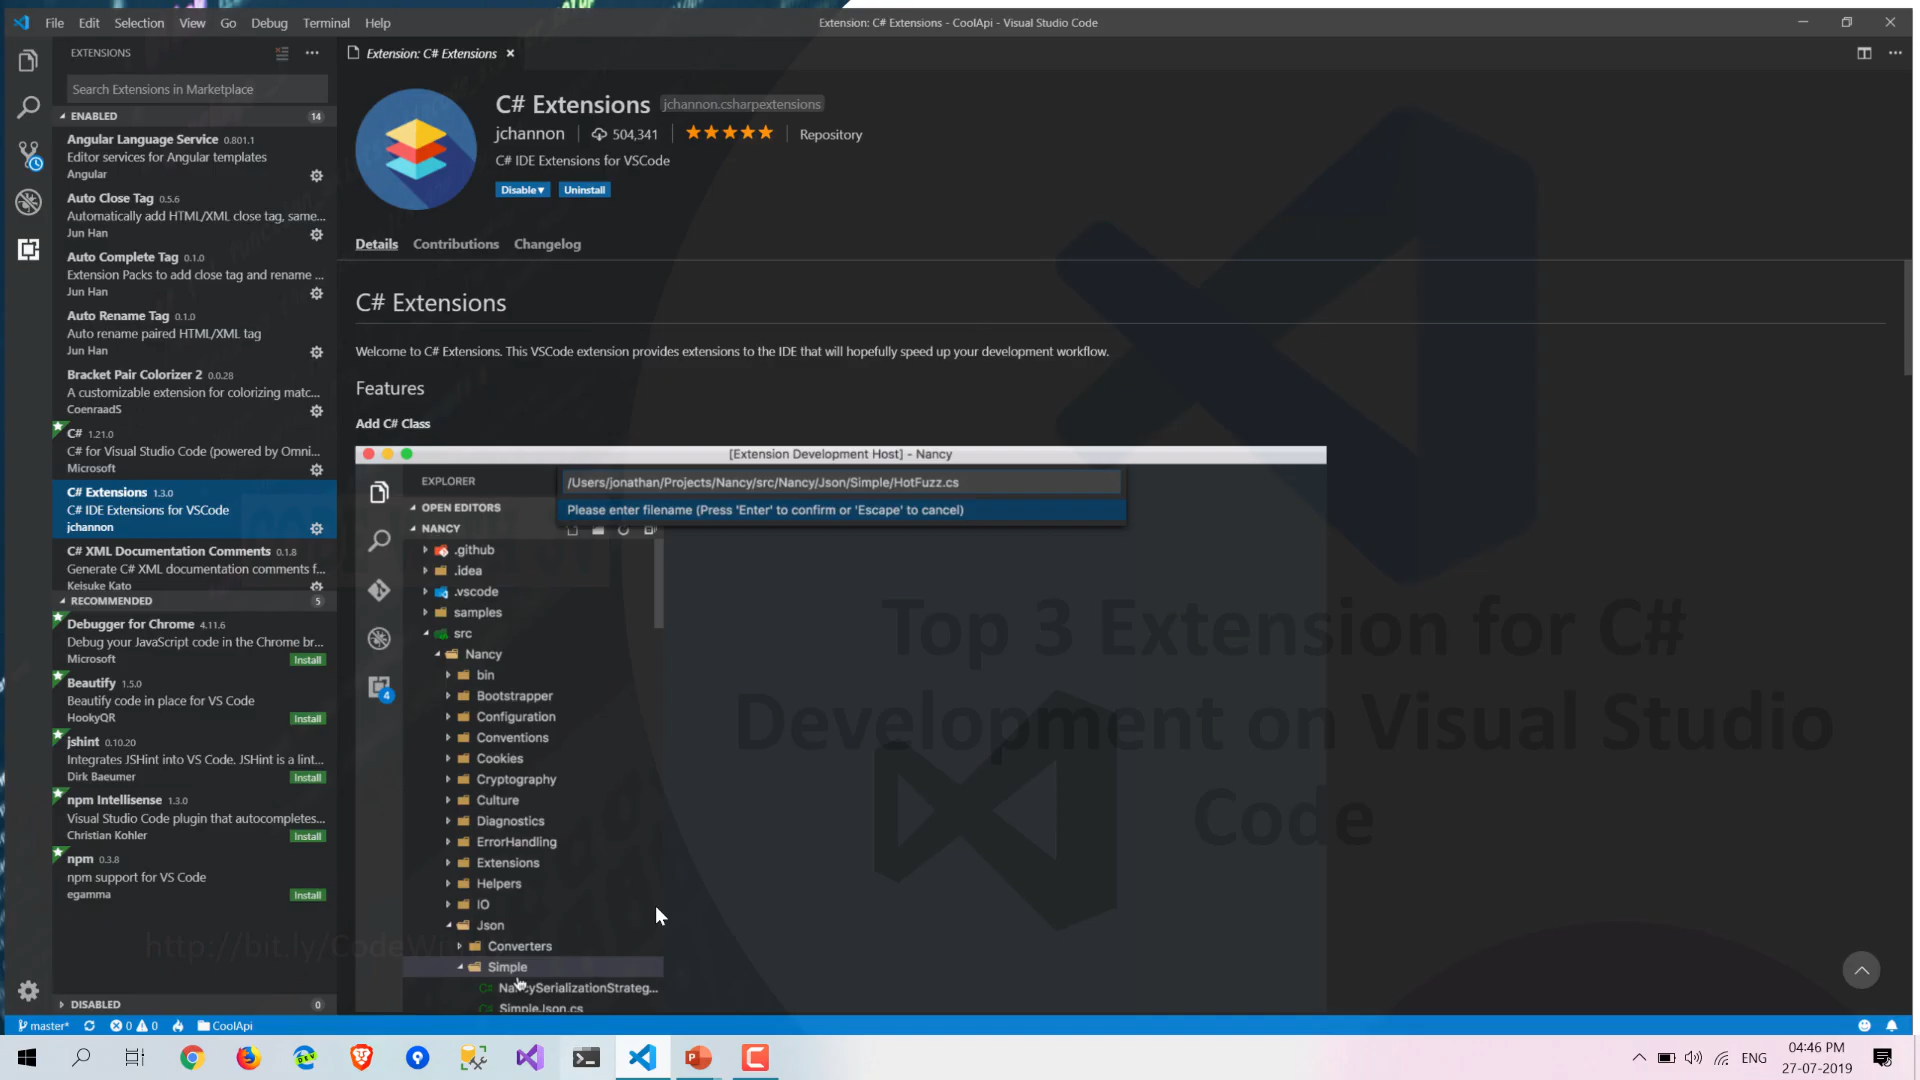 File Edit Selection View Go Debug Terminal Help
Extension: C# Extensions - CoolApi - Visual Studio Code
EXTENSIONS
Search Extensions in Marketplace
ENABLED 14
Angular Language Service 0.801.1
Editor services for Angular templates
Angular
Auto Close Tag 0.5.6
Automatically add HTML/XML close tag, same...
Jun Han
Auto Complete Tag 0.1.0
Extension Packs to add close tag and rename ...
Jun Han
Auto Rename Tag 0.1.0
Auto rename paired HTML/XML tag
Jun Han
Bracket Pair Colorizer 2 0.0.28
A customizable extension for colorizing matc...
CoenraadS
C# 1.21.0
C# for Visual Studio Code (powered by Omni...
Microsoft
C# Extensions 1.3.0
C# IDE Extensions for VSCode
jchannon
C# XML Documentation Comments 0.1.8
Generate C# XML documentation comments f...
Keisuke Kato
RECOMMENDED 5
Debugger for Chrome 4.11.6
Debug your JavaScript code in the Chrome br...
Microsoft Install
Beautify 1.5.0
Beautify code in place for VS Code
HookyQR Install
jshint 0.10.20
Integrates JSHint into VS Code. JSHint is a lint...
Dirk Baeumer Install
npm Intellisense 1.3.0
Visual Studio Code plugin that autocompletes...
Christian Kohler Install
npm 0.3.8
npm support for VS Code
egamma Install
DISABLED 0
Extension: C# Extensions
C# Extensions jchannon.csharpextensions
jchannon 504,341 Repository
C# IDE Extensions for VSCode
Disable Uninstall
Details Contributions Changelog
C# Extensions
Welcome to C# Extensions. This VSCode extension provides extensions to the IDE that will hopefully speed up your development workflow.
Features
Add C# Class
[Extension Development Host] - Nancy
EXPLORER
/Users/jonathan/Projects/Nancy/src/Nancy/Json/Simple/HotFuzz.cs
Please enter filename (Press 'Enter' to confirm or 'Escape' to cancel)
OPEN EDITORS
NANCY
.github
.idea
.vscode
samples
src
Nancy
bin
4
Bootstrapper
Configuration
Conventions
Cookies
Cryptography
Culture
Diagnostics
ErrorHandling
Extensions
Helpers
IO
Json
Converters
Simple
NancySerializationStrateg...
SimpleJson.cs
Top 3 Extension for C#
Development on Visual Studio
Code
master* 0 0 CoolApi
DEV
ENG
04:46 PM
27-07-2019